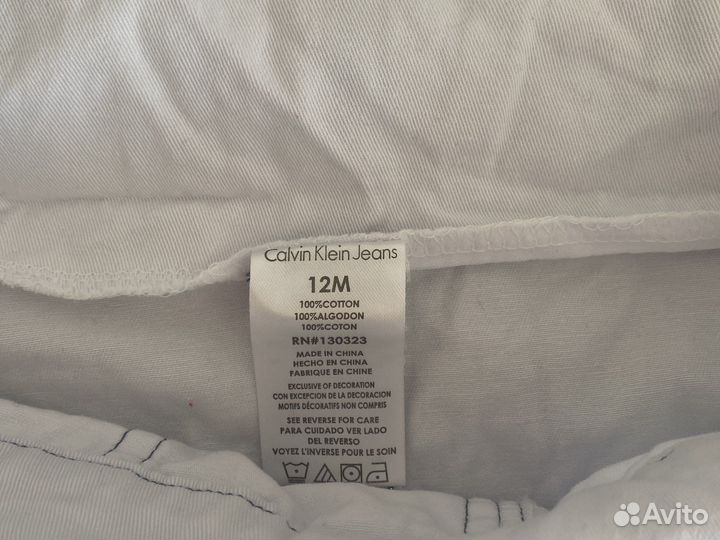 Calvin Klein Jeans
12M
100%COTTON
100%ALGODON
100%COTON
RN#130323
MADE IN CHINA
HECHO EN CHINA
FABRIQUE EN CHINE
EXCLUSIVE OF DECORATION
CON EXCEPCION DE LA DECORACION
MOTIFS DÉCORATIFS NON COMPRIS
SEE REVERSE FOR CARE
PARA CUIDADO VER LADO
DEL REVERSO
VOYEZ L'INVERSE POUR LE SOIN
Avito